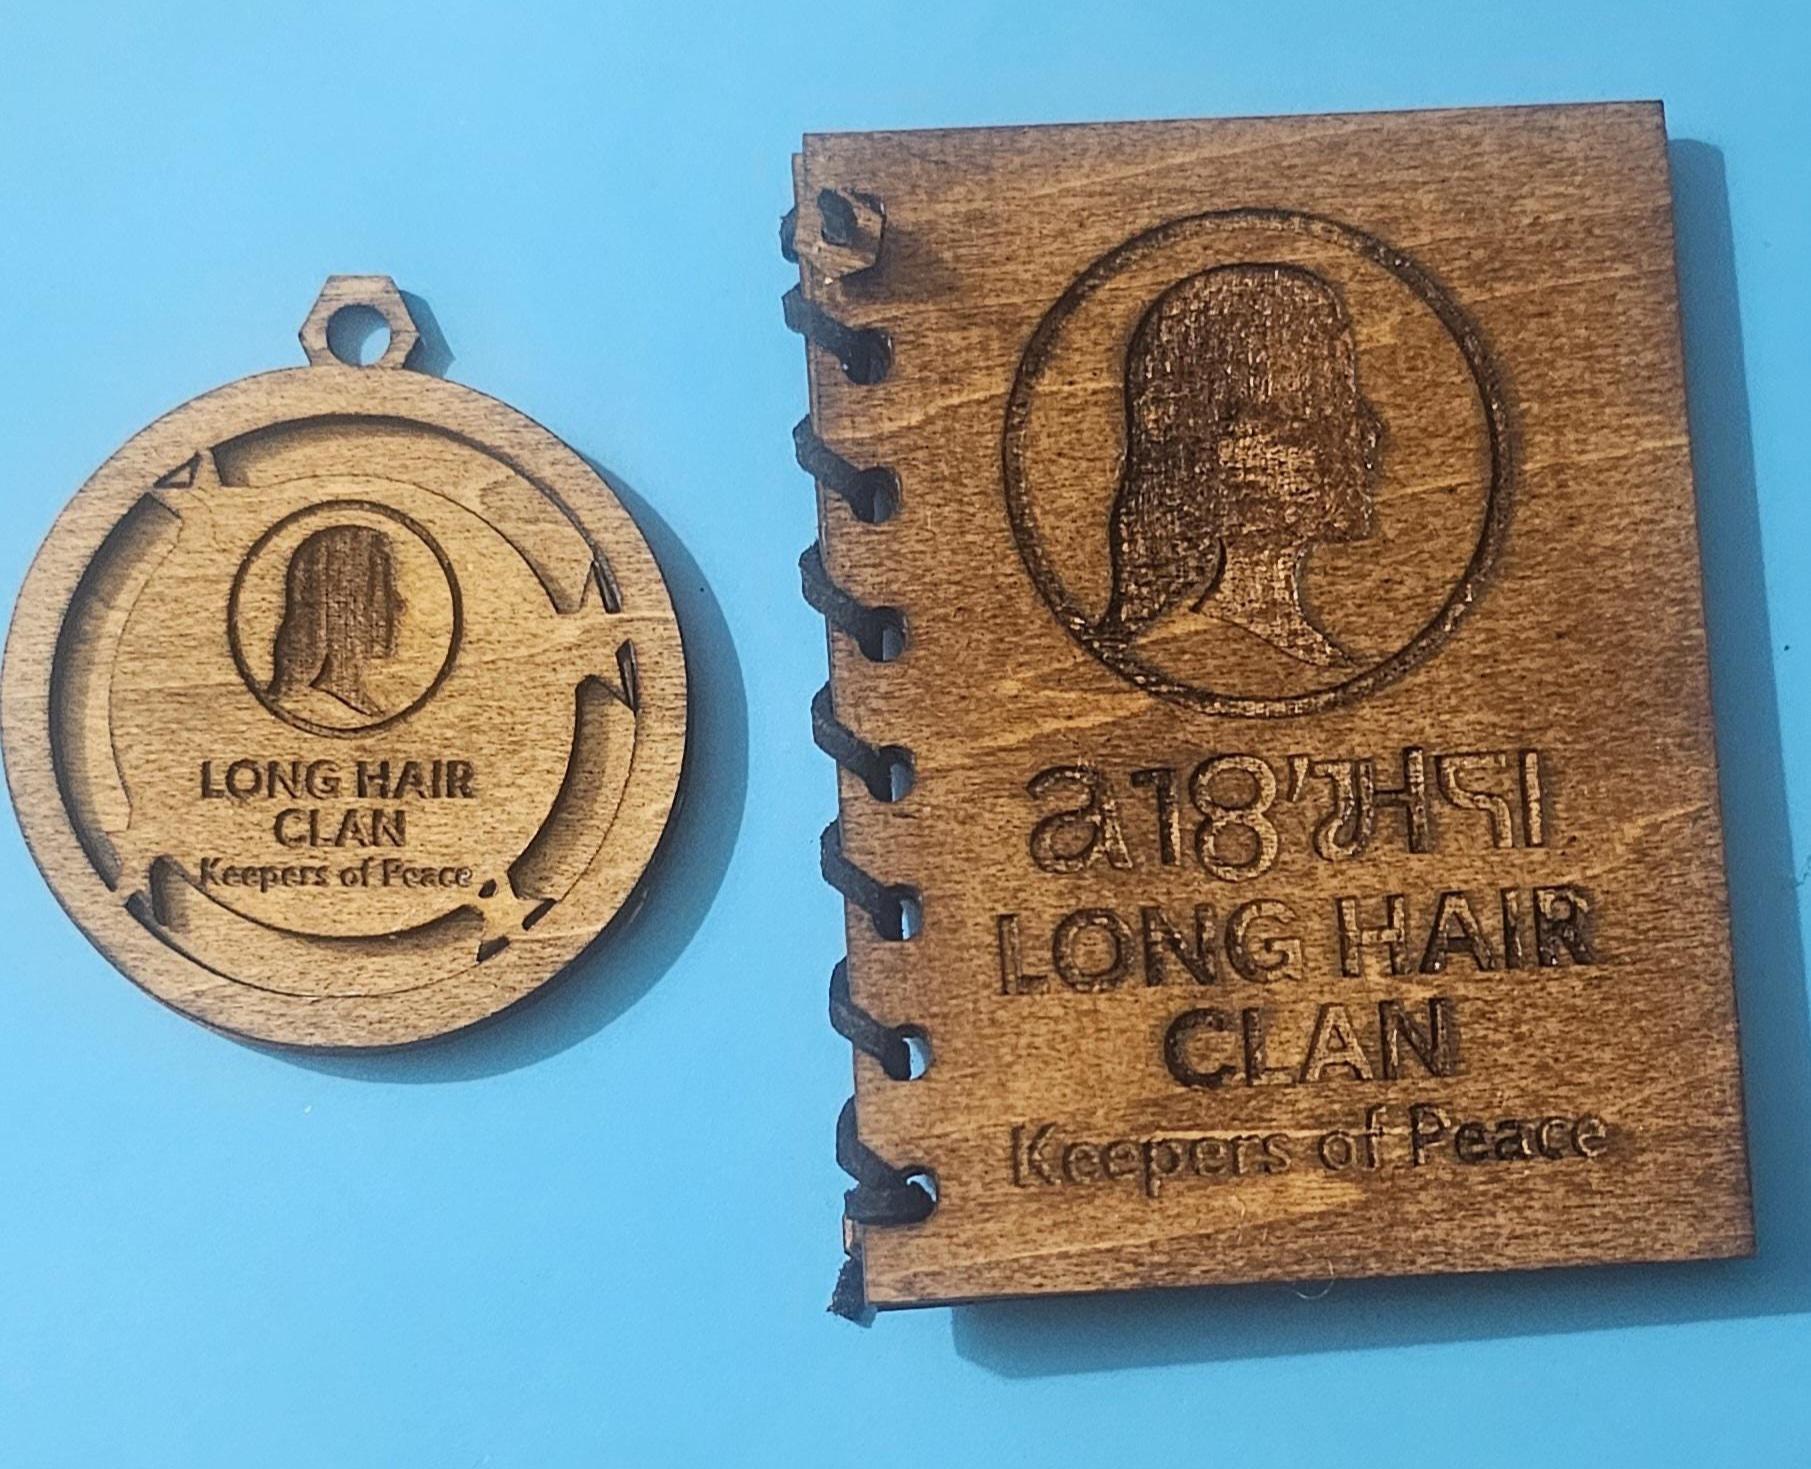 LONG HAIR
CLAN
Keepers of Peace
LONG HAIR
CLAN
Keepers of Peace